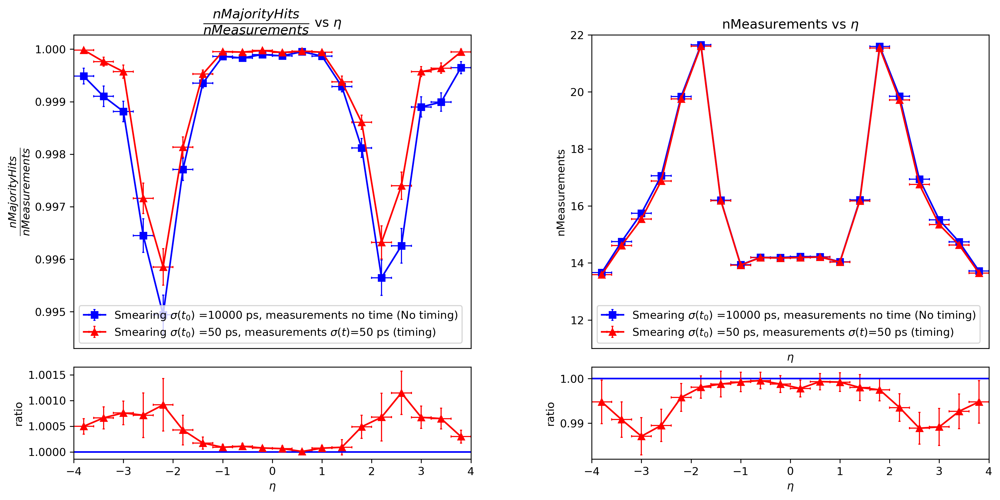 nMajorityHits
nMeasurements vs η
1.000
0.999
0.998
0.997
0.996
0.995
nMajorityHits
nMeasurements
Smearing σ(t₀) =10000 ps, measurements no time (No timing)
Smearing σ(t₀) =50 ps, measurements σ(t)=50 ps (timing)
1.0015
1.0010
1.0005
1.0000
ratio
−4 −3 −2 −1 0 1 2 3 4
η
nMeasurements vs η
22
20
18
16
14
12
nMeasurements
Smearing σ(t₀) =10000 ps, measurements no time (No timing)
Smearing σ(t₀) =50 ps, measurements σ(t)=50 ps (timing)
η
1.00
0.99
ratio
−4 −3 −2 −1 0 1 2 3 4
η